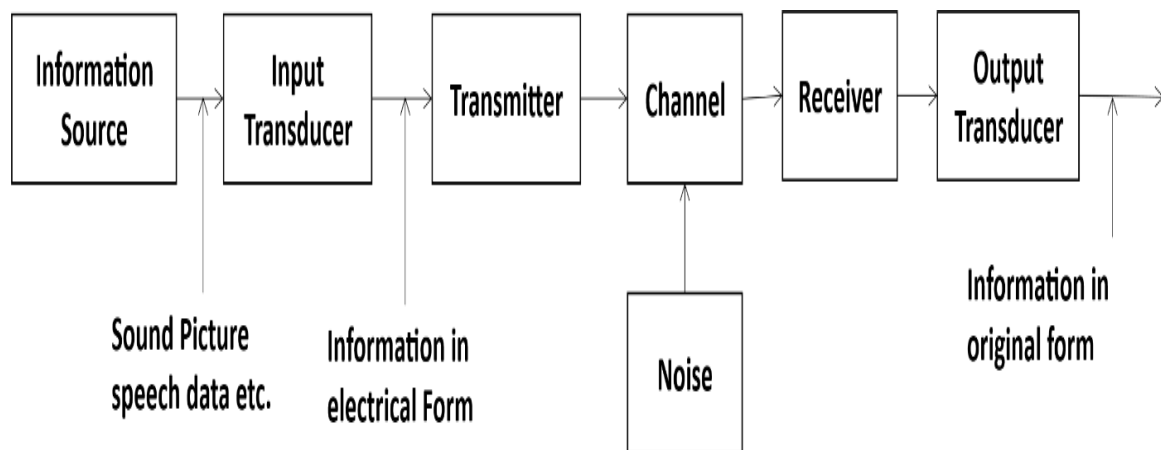 Information
Source
Input
Transducer
Transmitter
Channel
Receiver
Output
Transducer
Sound Picture
speech data etc.
Information in
electrical Form
Noise
Information in
original form